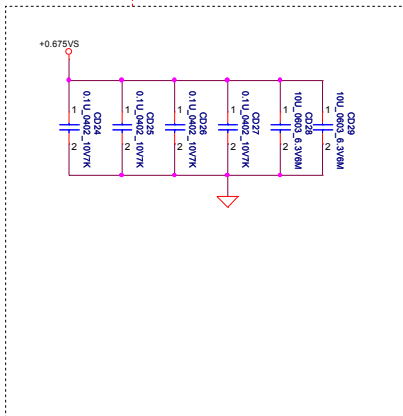 +0.675VS
1
2
CD24
0.1U_0402_10V7K
1
2
CD25
0.1U_0402_10V7K
1
2
CD26
0.1U_0402_10V7K
1
2
CD27
0.1U_0402_10V7K
1
2
CD28
10U_0603_6.3V6M
1
2
CD29
10U_0603_6.3V6M